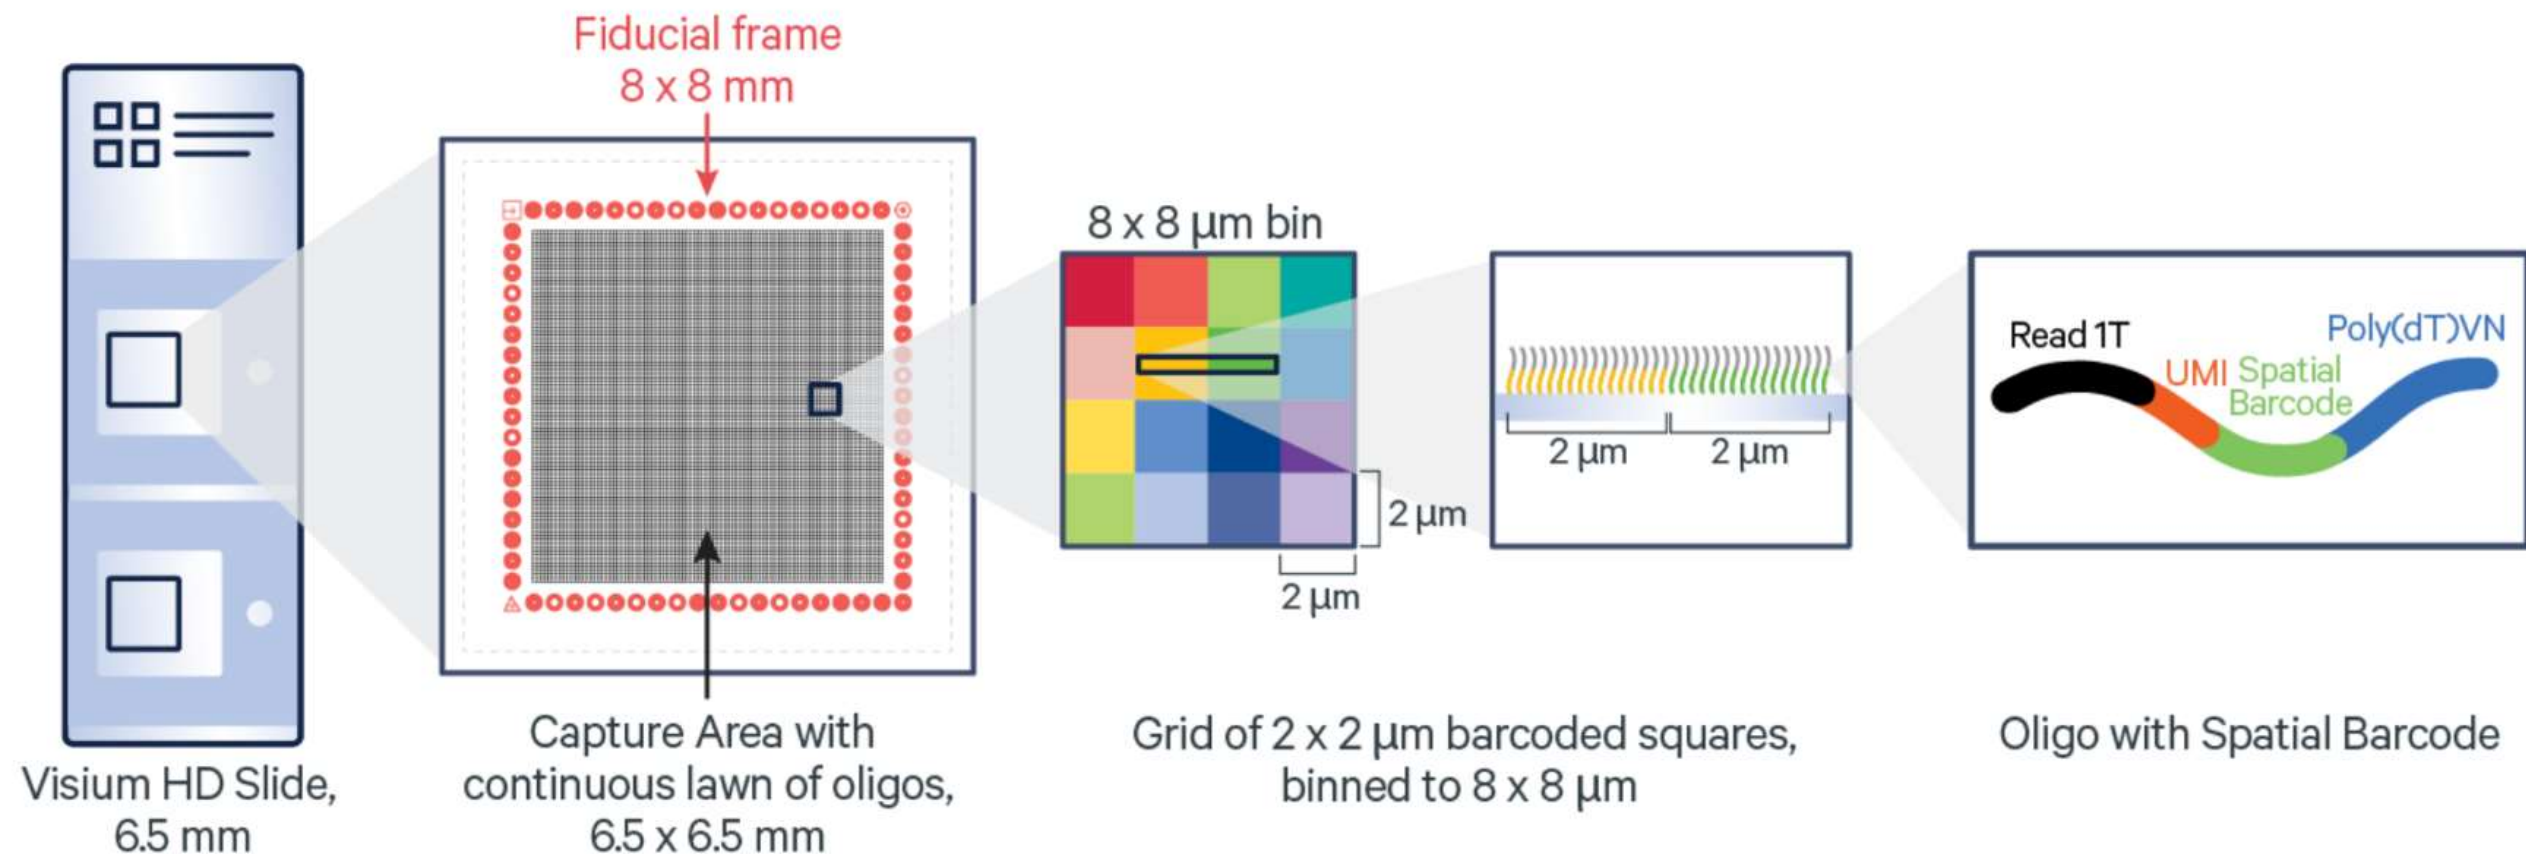 Fiducial frame
8 x 8 mm
8 x 8 µm bin
2 µm
2 µm
2 µm
2 µm
Read 1T
UMI
Spatial
Barcode
Poly(dT)VN
Visium HD Slide,
6.5 mm
Capture Area with
continuous lawn of oligos,
6.5 x 6.5 mm
Grid of 2 x 2 µm barcoded squares,
binned to 8 x 8 µm
Oligo with Spatial Barcode